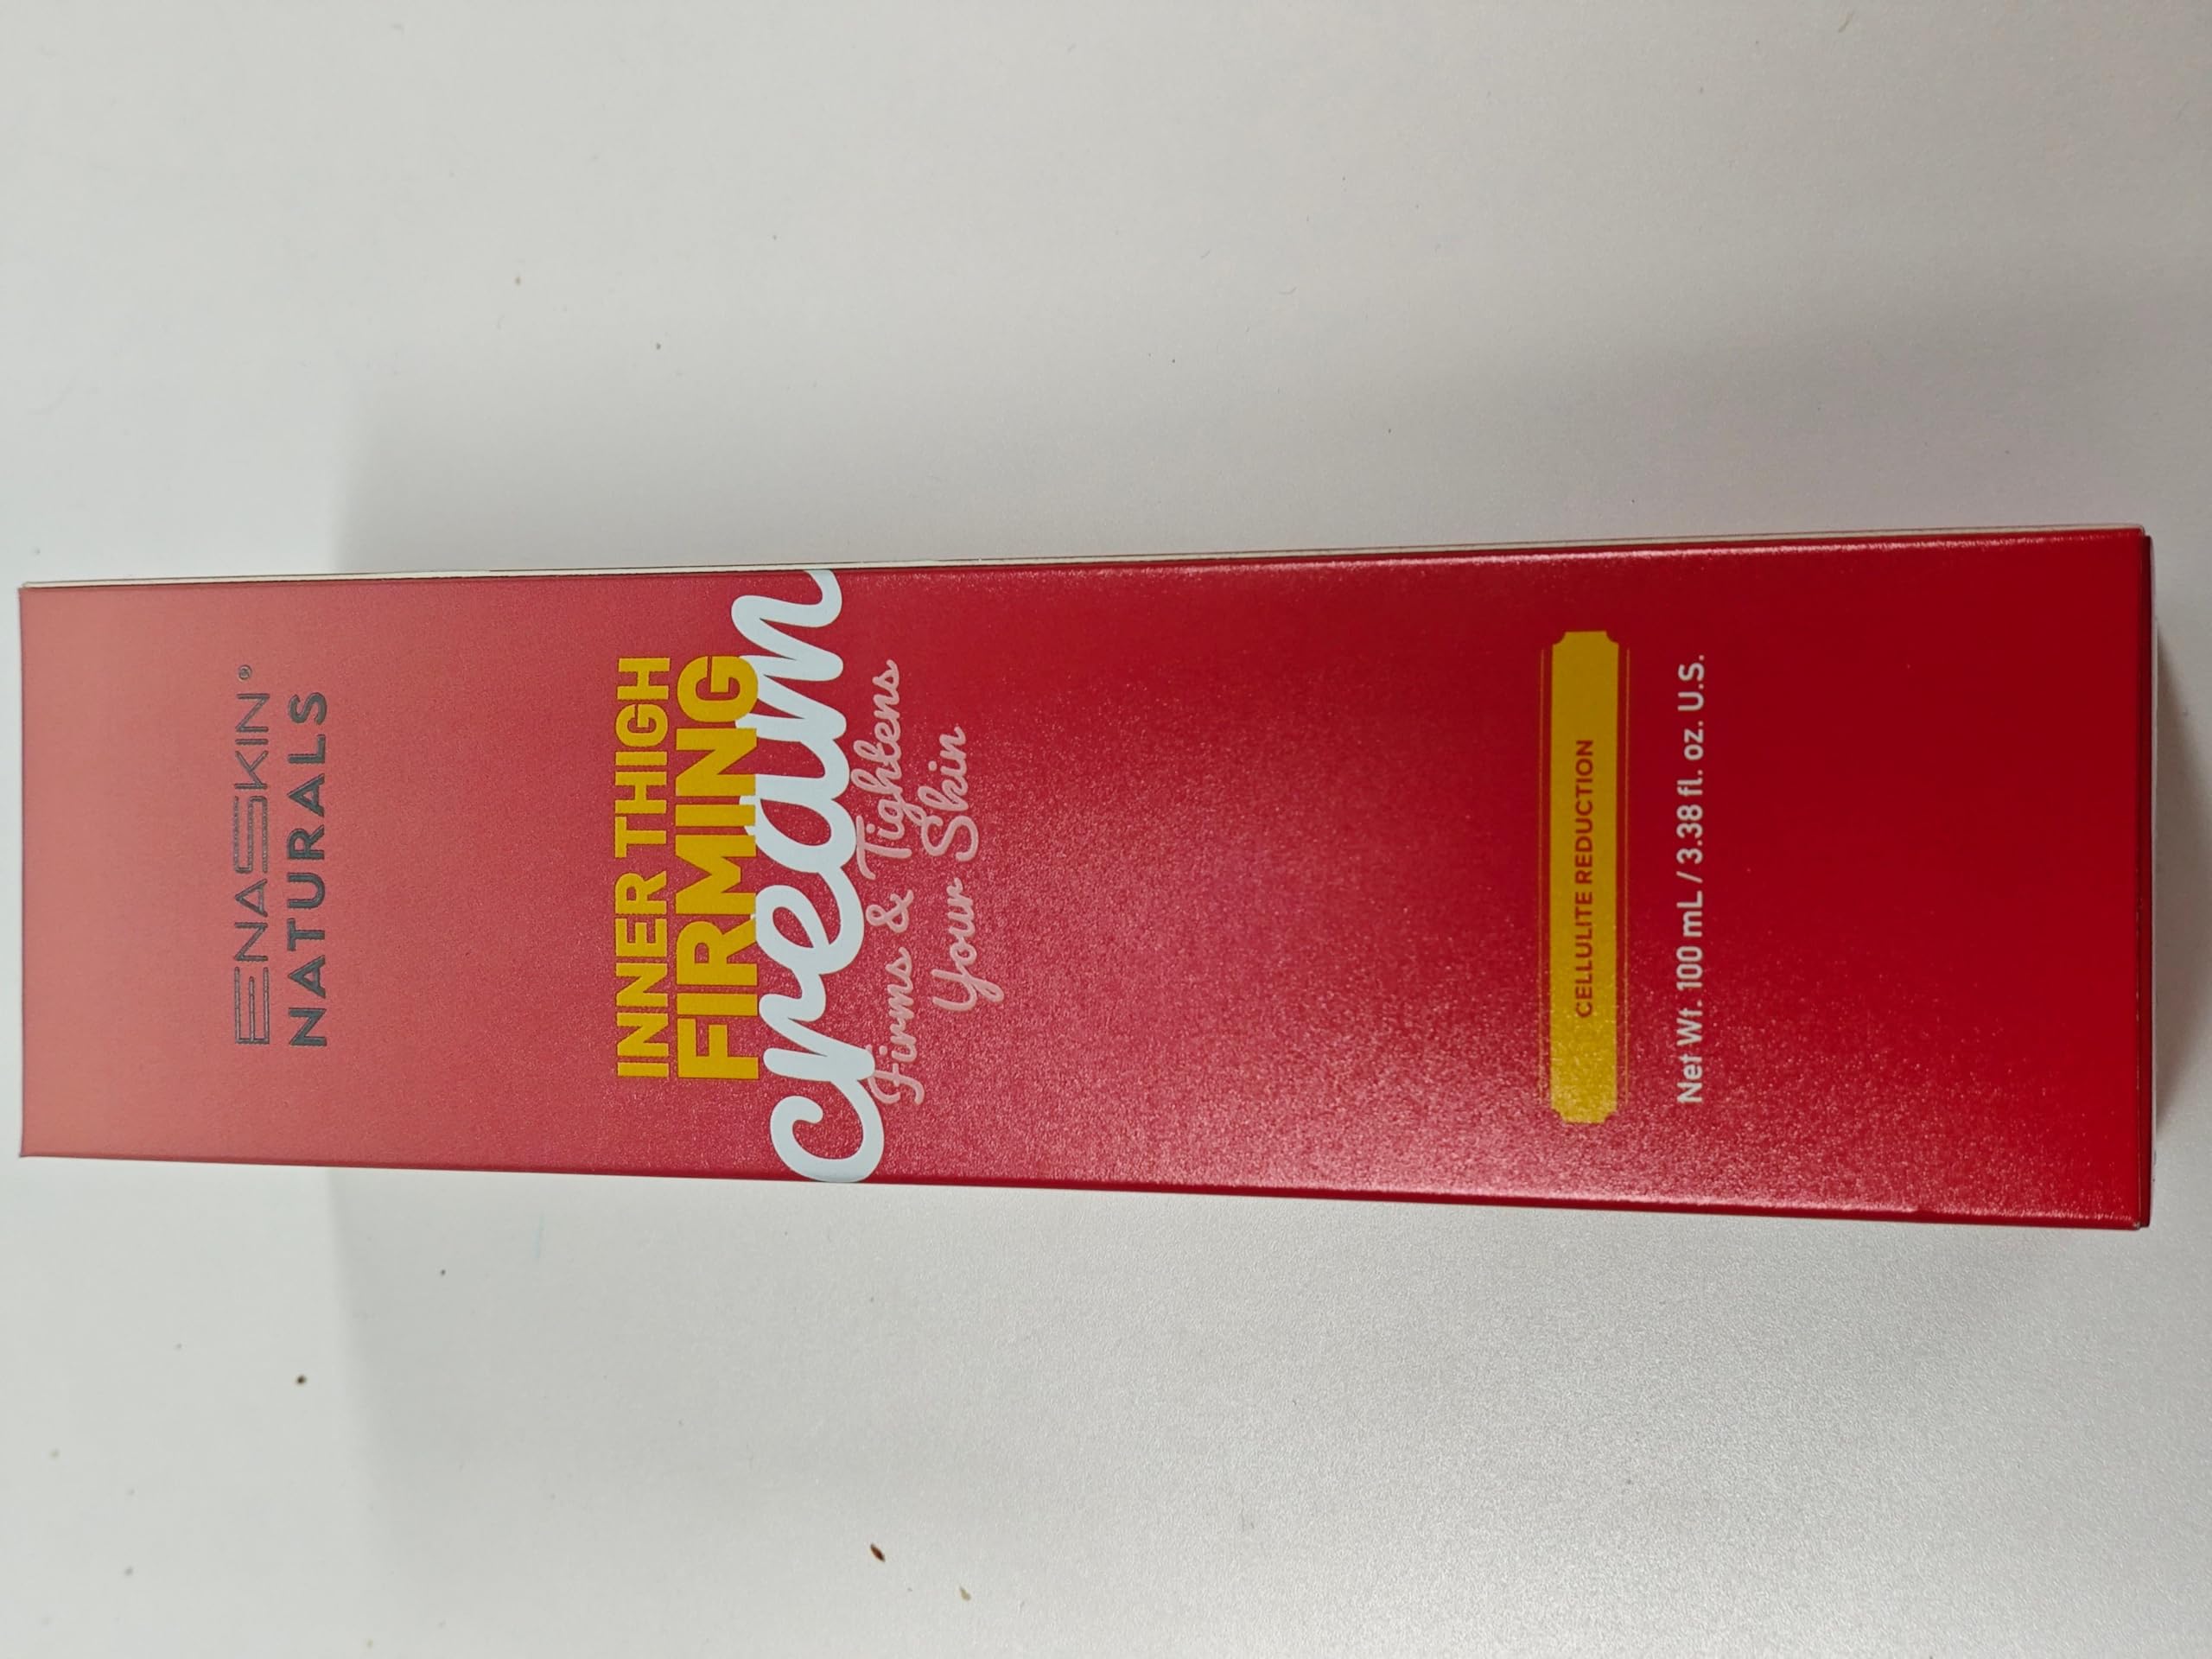 ENASKIN®
NATURALS
INNER THIGH
FIRMING
cream
Firms & Tightens
Your Skin
CELLULITE REDUCTION
Net Wt. 100 mL / 3.38 fl. oz. U.S.